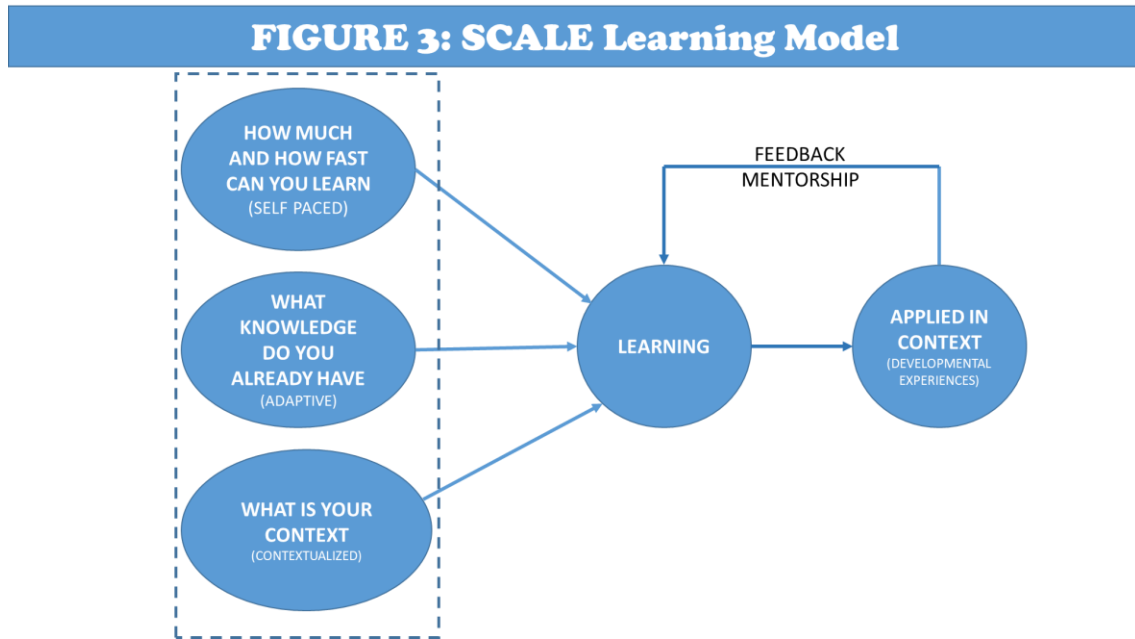 FIGURE 3: SCALE Learning Model
HOW MUCH
AND HOW FAST
CAN YOU LEARN
(SELF PACED)
WHAT
KNOWLEDGE
DO YOU
ALREADY HAVE
(ADAPTIVE)
WHAT IS YOUR
CONTEXT
(CONTEXTUALIZED)
LEARNING
FEEDBACK
MENTORSHIP
APPLIED IN
CONTEXT
(DEVELOPMENTAL
EXPERIENCES)